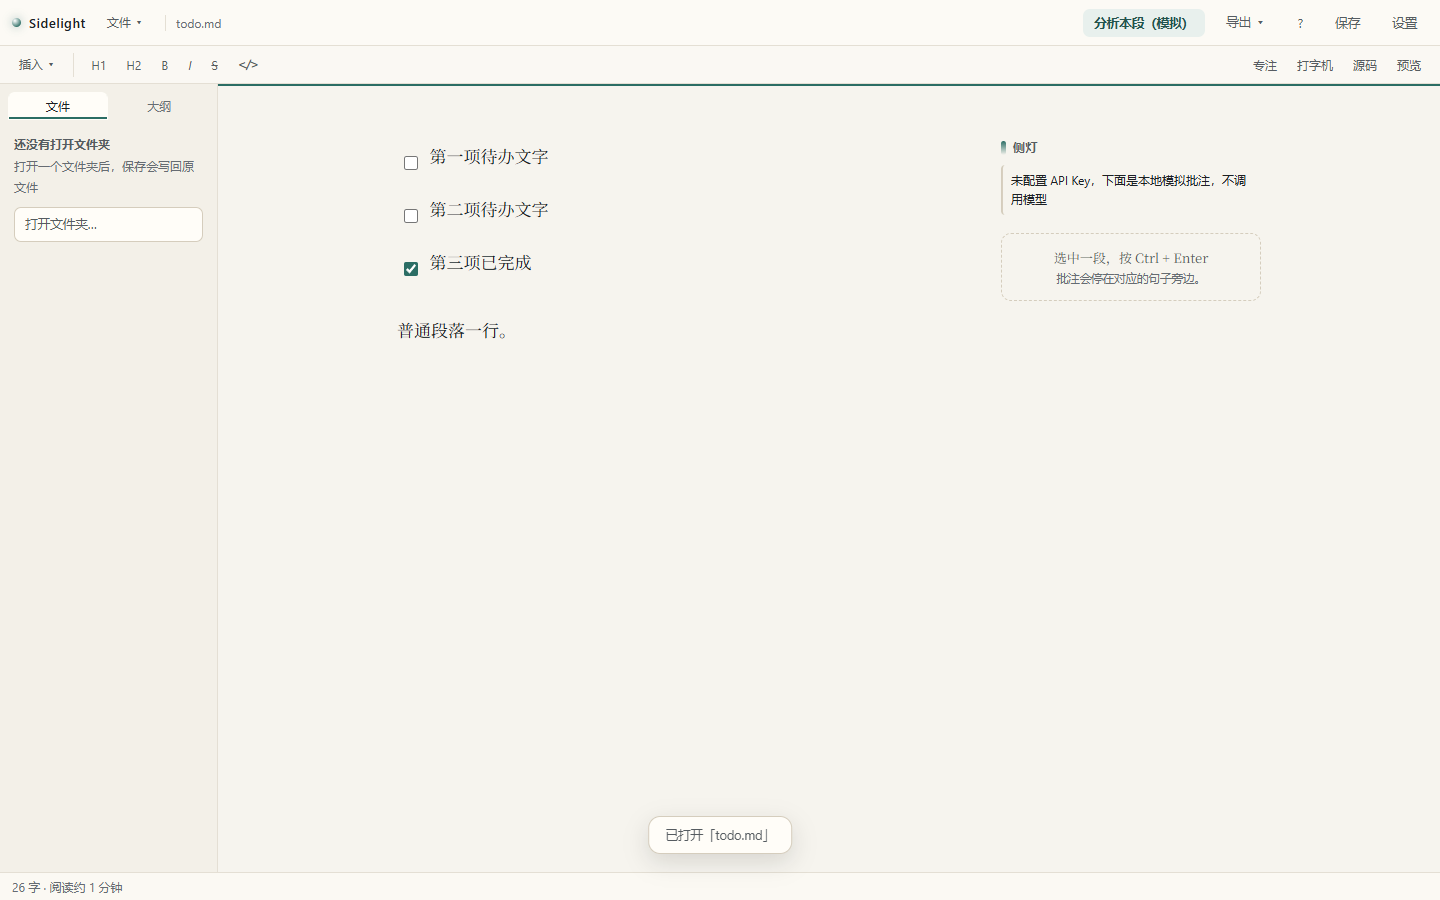 Sidelight 文件 todo.md 分析本段（模拟） 导出 ? 保存 设置
插入 H1 H2 B I S </> 专注 打字机 源码 预览
文件 大纲
还没有打开文件夹
打开一个文件夹后，保存会写回原
文件
打开文件夹...
第一项待办文字
第二项待办文字
第三项已完成
普通段落一行。
侧灯
未配置 API Key，下面是本地模拟批注，不调
用模型
选中一段，按 Ctrl + Enter
批注会停在对应的句子旁边。
已打开「todo.md」
26 字 · 阅读约 1 分钟